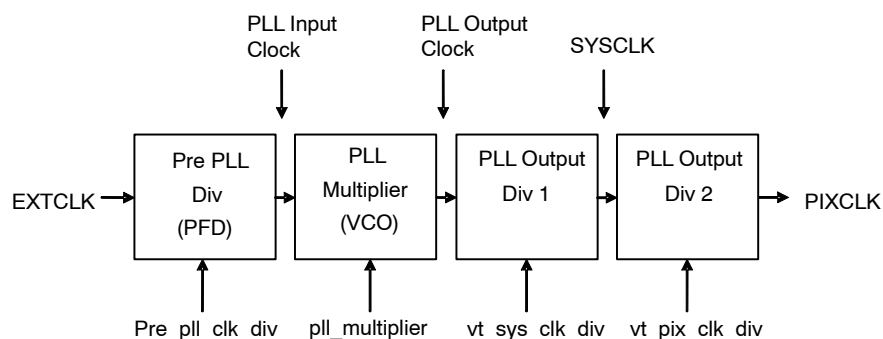 PLL Input
Clock
PLL Output
Clock
SYSCLK
EXTCLK
Pre PLL
Div
(PFD)
PLL
Multiplier
(VCO)
PLL Output
Div 1
PLL Output
Div 2
PIXCLK
Pre pll clk div
pll_multiplier
vt sys clk div
vt pix clk div